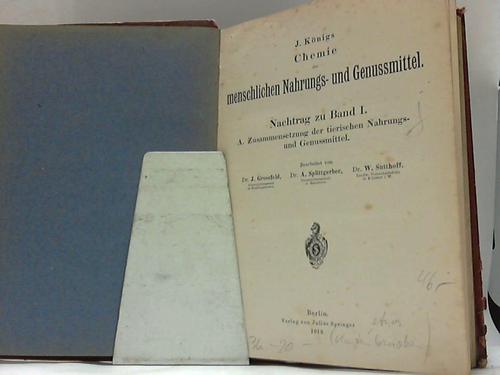 J. Königs
Chemie
der
menschlichen Nahrungs- und Genussmittel.
Nachtrag zu Band I.
A. Zusammensetzung der tierischen Nahrungs-
und Genussmittel.
Bearbeitet von
Dr. J. Grossfeld, Dr. A. Splittgerber, Dr. W. Sutthoff,
Berlin.
Verlag von Julius Springer
1919.
46.-